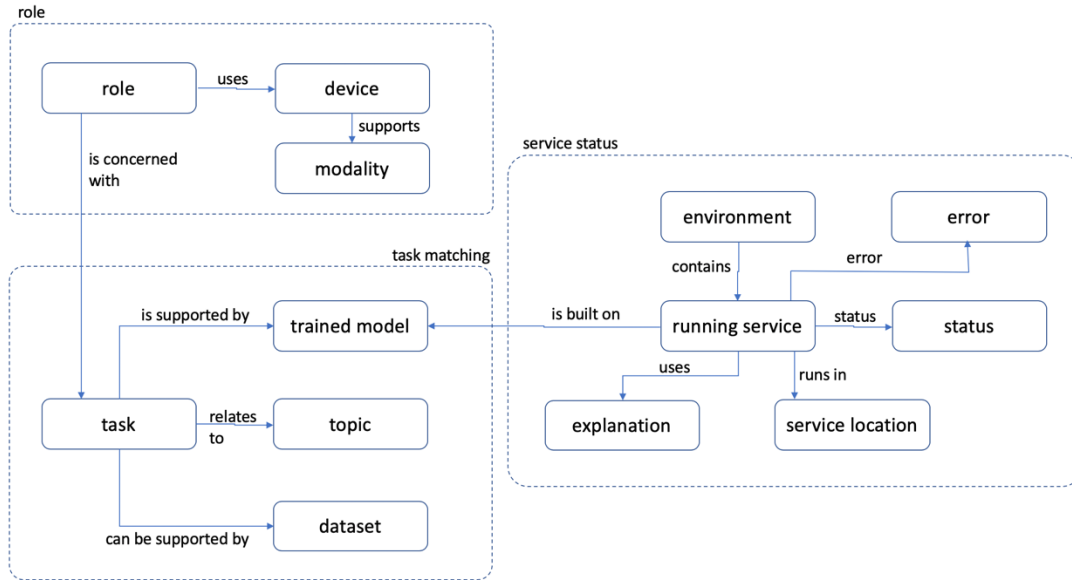 role
role
uses
device
supports
is concerned
with
modality
service status
environment
error
contains
error
task matching
is supported by
trained model
is built on
running service
status
status
uses
runs in
task
relates
to
topic
explanation
service location
can be supported by
dataset